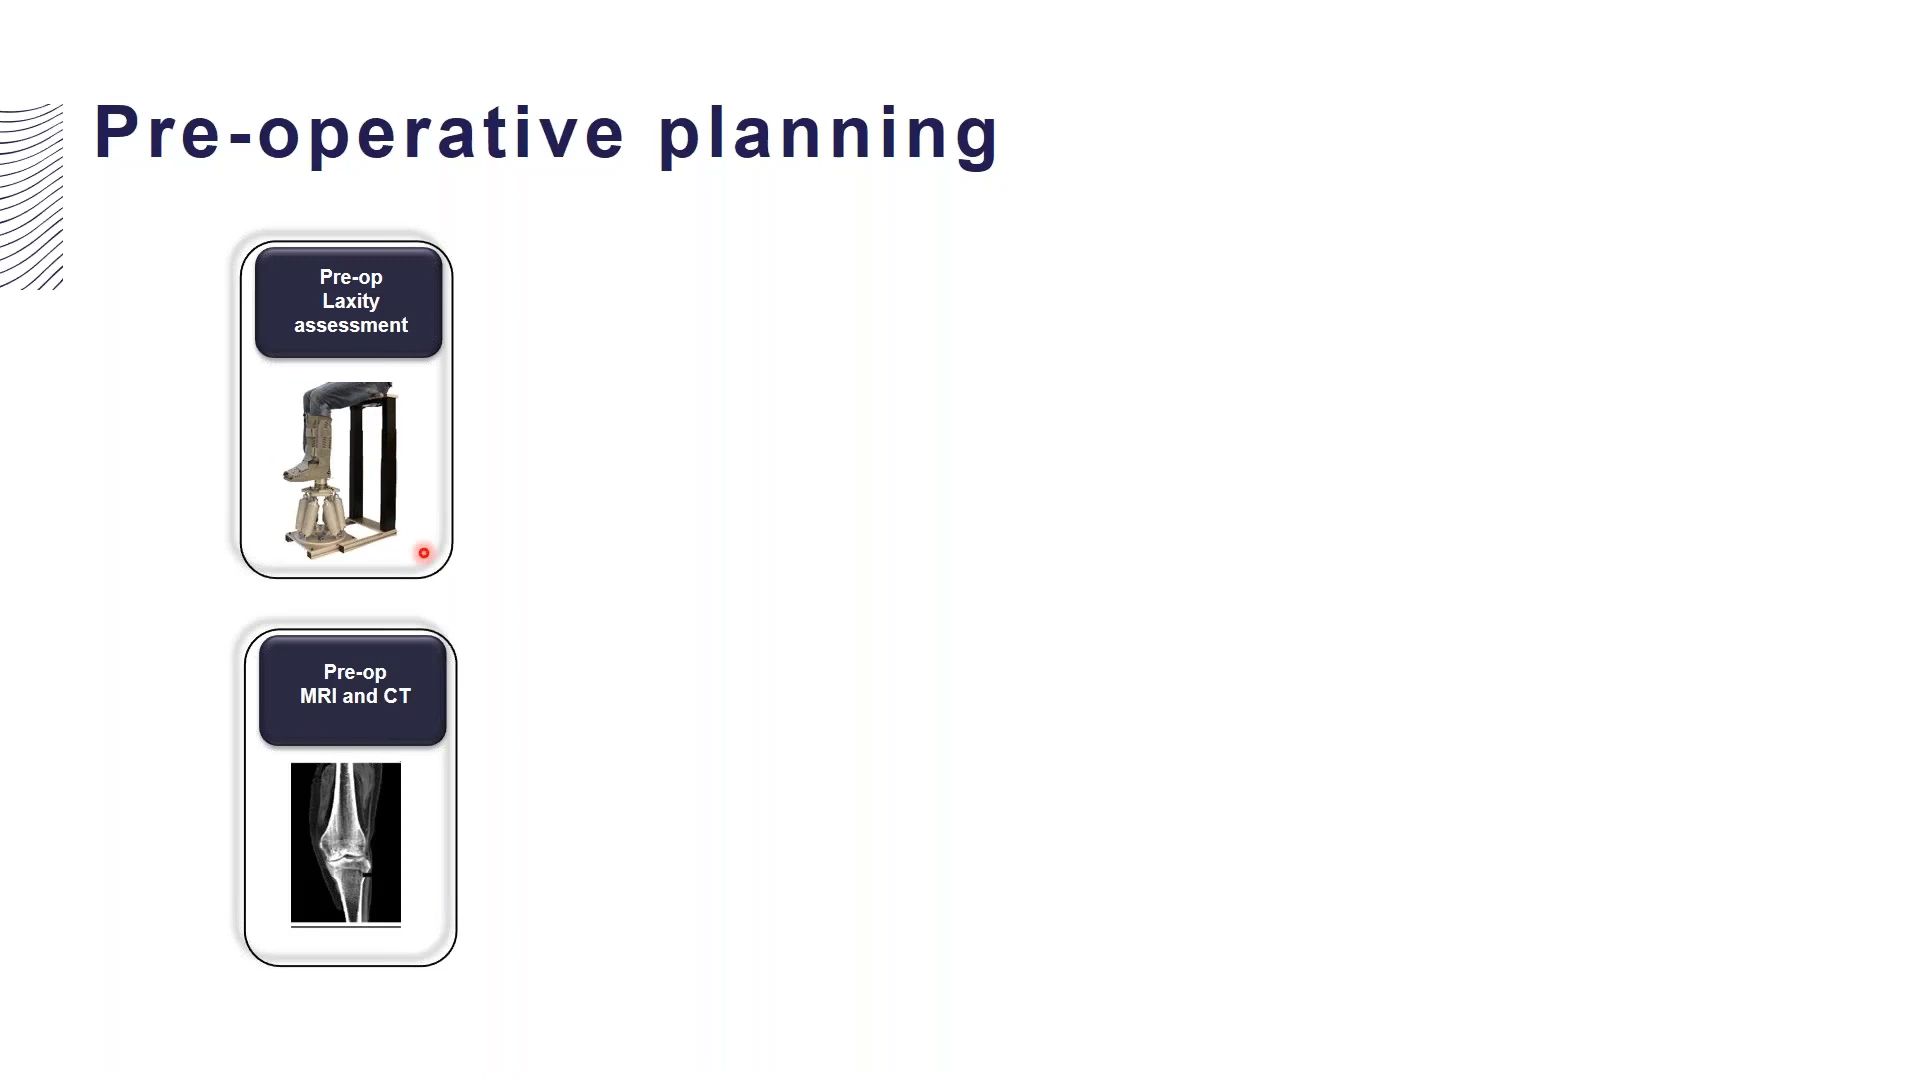 Pre-operative planning
Pre-op
Laxity
assessment
Pre-op
MRI and CT